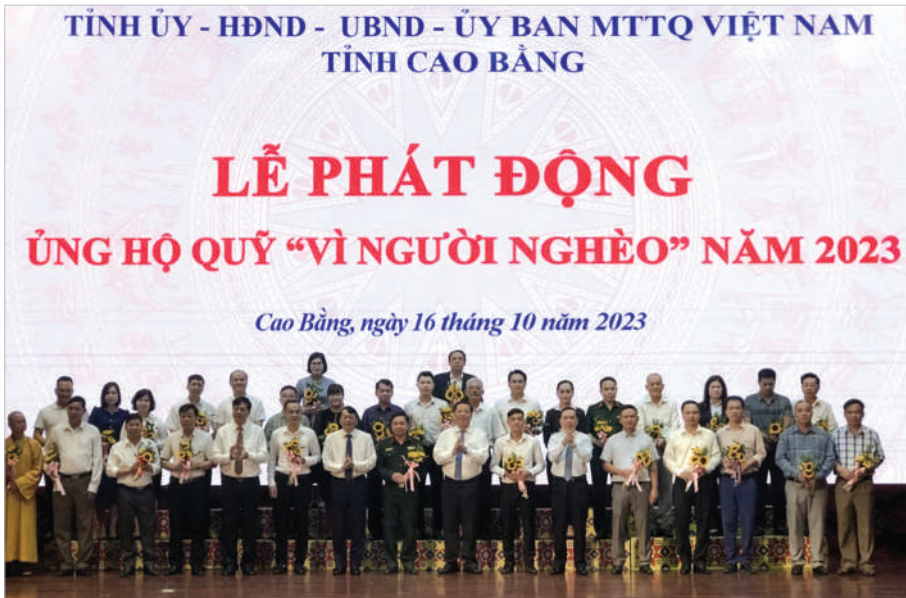 TỈNH ỦY - HĐND - UBND - ỦY BAN MTTQ VIỆT NAM
TỈNH CAO BẰNG
LỄ PHÁT ĐỘNG
ỦNG HỘ QUỸ “VÌ NGƯỜI NGHÈO” NĂM 2023
Cao Bằng, ngày 16 tháng 10 năm 2023